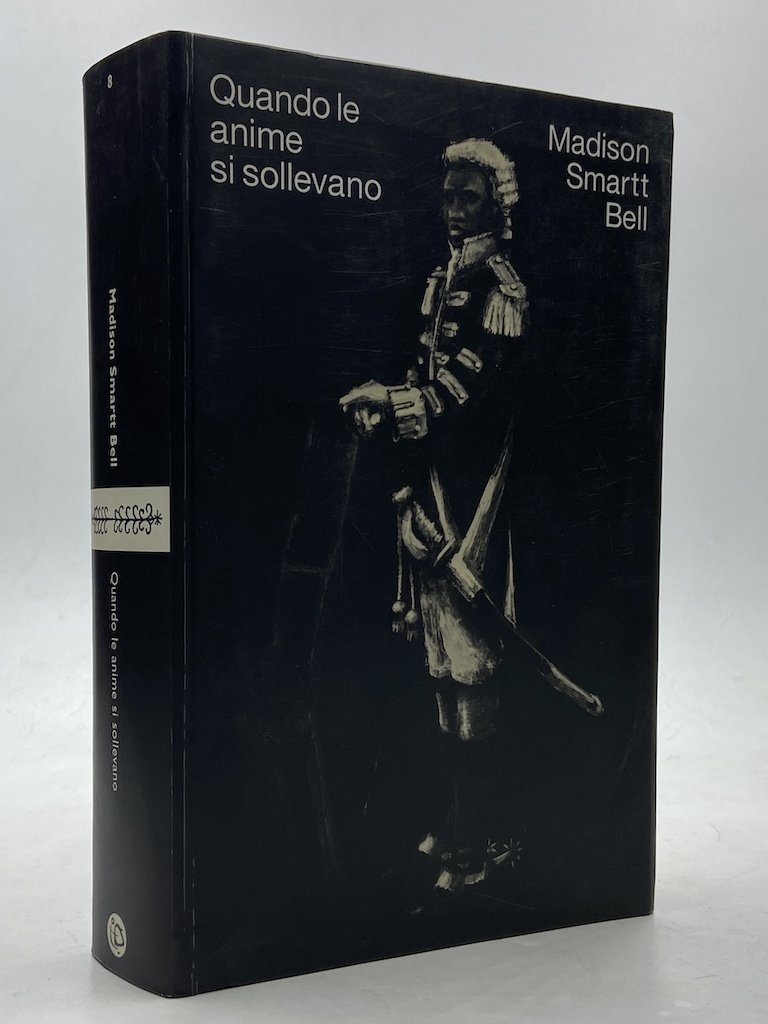 Quando le
anime
si sollevano
Madison
Smartt
Bell
8
Madison Smartt Bell
Quando le anime si sollevano